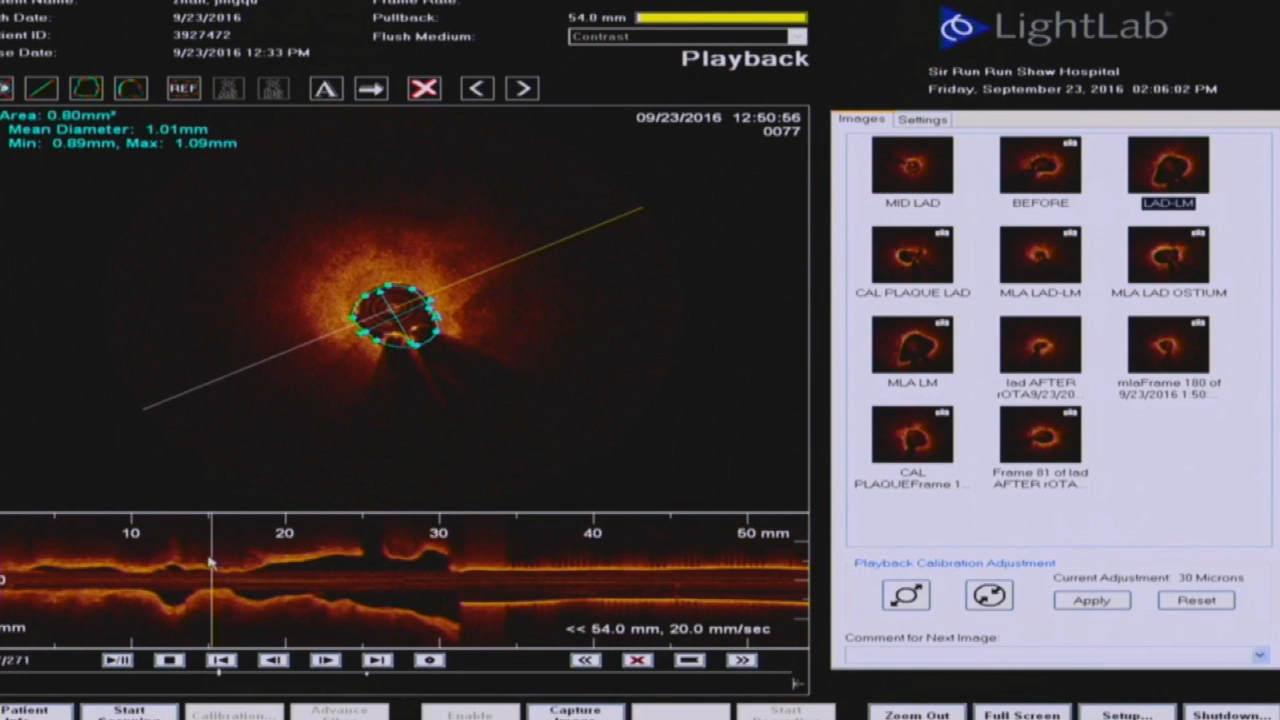 9/23/2016
3927472
9/23/2016 12:33 PM
Pullback: 54.0 mm
Flush Medium: Contrast
Playback
LightLab
Sir Run Run Shaw Hospital
Friday, September 23, 2016 02:06:02 PM
REF
A
Area: 0.80mm²
Mean Diameter: 1.01mm
Min: 0.89mm, Max: 1.09mm
09/23/2016 12:50:56
0077
Images Settings
MID LAD
BEFORE
LAD-LM
CAL PLAQUE LAD
MLA LAD-LM
MLA LAD OSTIUM
MLA LM
lad AFTER
rOTA9/23/20...
mlaFrame 180 of
9/23/2016 1:50:...
CAL
PLAQUEFrame 1...
Frame 81 of lad
AFTER rOTA...
10 20 30 40 50 mm
mm
<< 54.0 mm, 20.0 mm/sec
/271
Playback Calibration Adjustment
Current Adjustment: 30 Microns
Apply Reset
Comment for Next Image:
Patient
Start
Calibration...
Advance
Enable
Capture
Start
Zoom Out
Full Screen
Setup...
Shutdown...